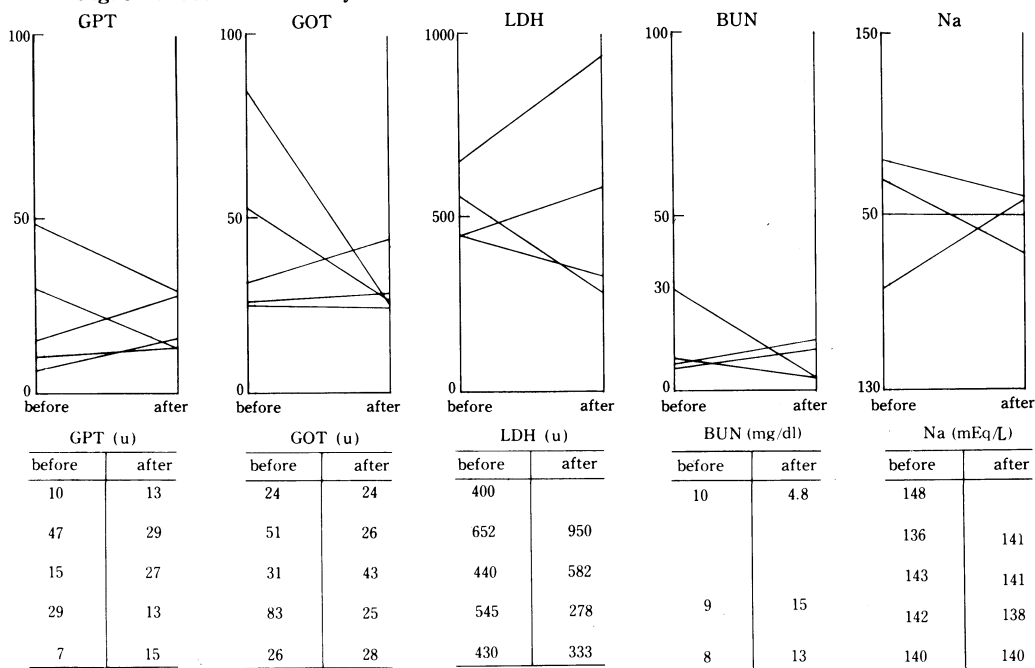 GPT GOT LDH BUN Na
100 100 1000 100 150
50 50 500 50 50
30
0 0 0 0 130
before after before after before after before after before after
GPT (u) GOT (u) LDH (u) BUN (mg/dl) Na (mEq/L)
before after before after before after before after before after
10 13 24 24 400 10 4.8 148
47 29 51 26 652 950 136 141
15 27 31 43 440 582 143 141
29 13 83 25 545 278 9 15 142 138
7 15 26 28 430 333 8 13 140 140